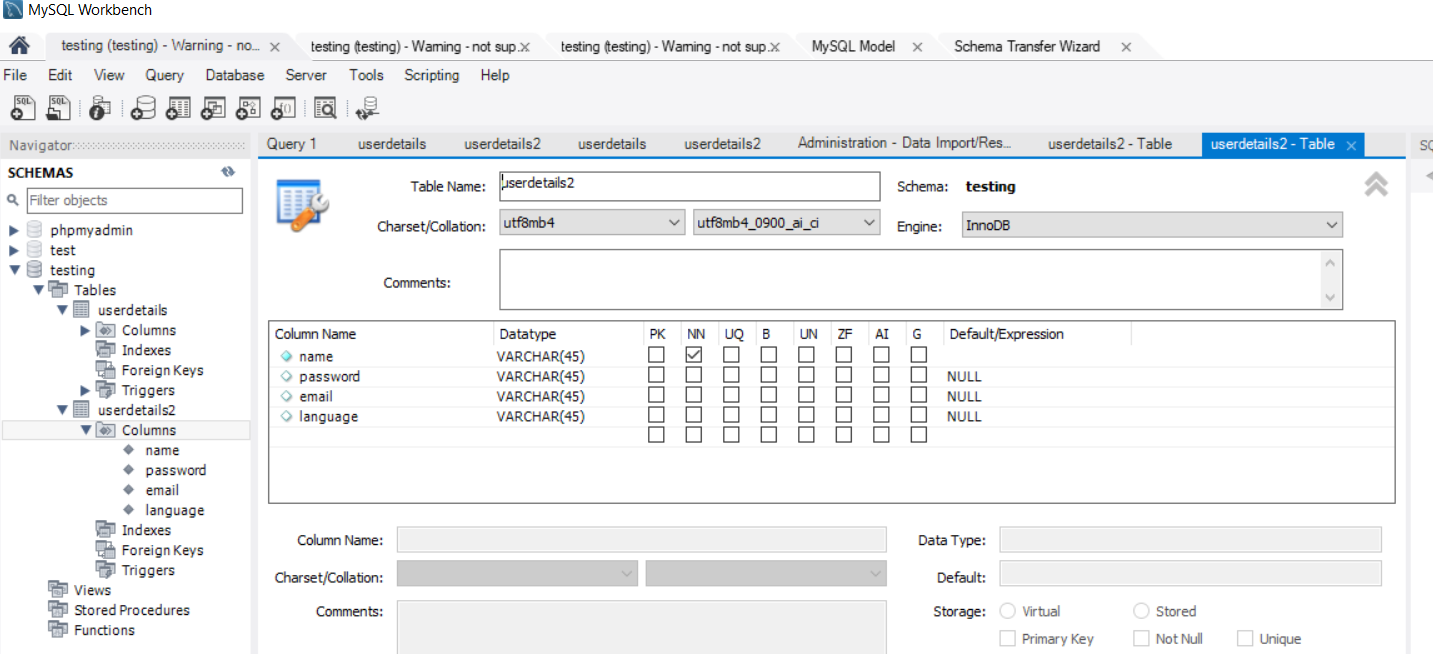 MySQL Workbench
testing (testing) - Warning - no... testing (testing) - Warning - not sup... testing (testing) - Warning - not sup... MySQL Model Schema Transfer Wizard
File Edit View Query Database Server Tools Scripting Help
SQL SQL
Navigator Query 1 userdetails userdetails2 userdetails userdetails2 Administration - Data Import/Res... userdetails2 - Table userdetails2 - Table SQ
SCHEMAS
Filter objects
phpmyadmin
test
testing
Tables
userdetails
Columns
Indexes
Foreign Keys
Triggers
userdetails2
Columns
name
password
email
language
Indexes
Foreign Keys
Triggers
Views
Stored Procedures
Functions
Table Name: userdetails2 Schema: testing
Charset/Collation: utf8mb4 utf8mb4_0900_ai_ci Engine: InnoDB
Comments:
Column Name Datatype PK NN UQ B UN ZF AI G Default/Expression
name VARCHAR(45)
password VARCHAR(45) NULL
email VARCHAR(45) NULL
language VARCHAR(45) NULL
Column Name: Data Type:
Charset/Collation: Default:
Comments: Storage: Virtual Stored
Primary Key Not Null Unique